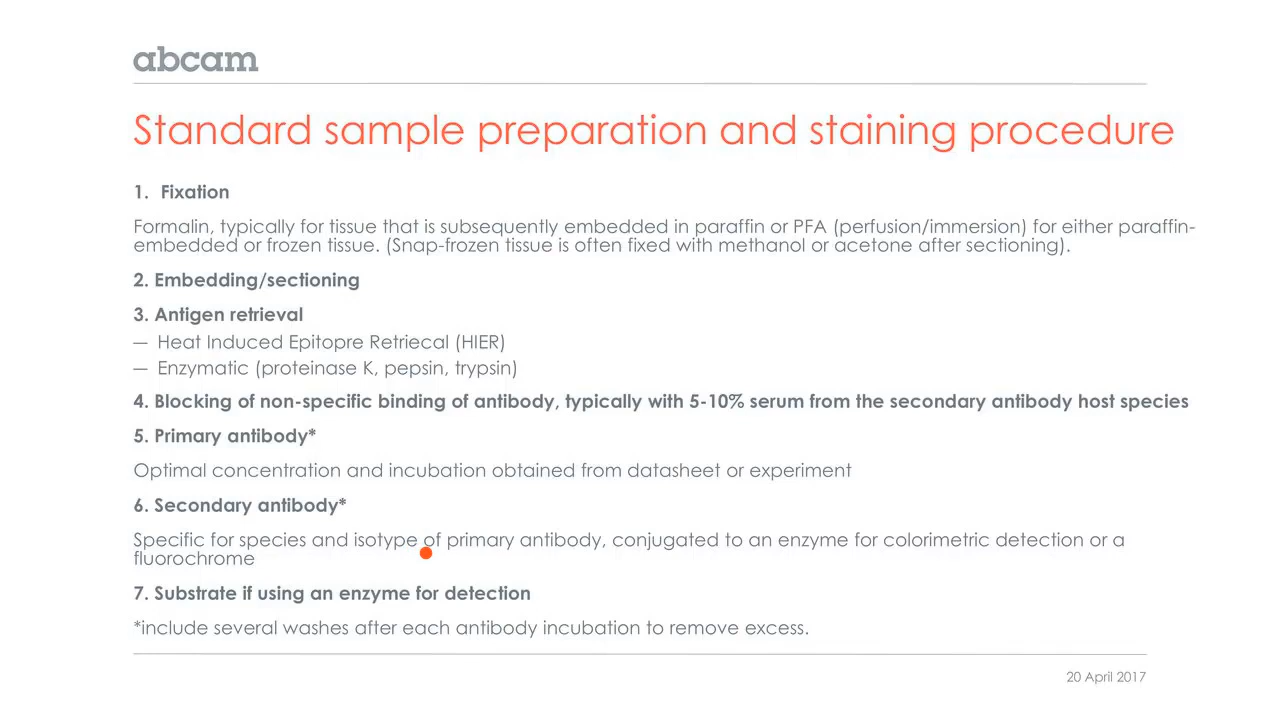 abcam
Standard sample preparation and staining procedure
1. Fixation
Formalin, typically for tissue that is subsequently embedded in paraffin or PFA (perfusion/immersion) for either paraffin-
embedded or frozen tissue. (Snap-frozen tissue is often fixed with methanol or acetone after sectioning).
2. Embedding/sectioning
3. Antigen retrieval
— Heat Induced Epitopre Retriecal (HIER)
— Enzymatic (proteinase K, pepsin, trypsin)
4. Blocking of non-specific binding of antibody, typically with 5-10% serum from the secondary antibody host species
5. Primary antibody*
Optimal concentration and incubation obtained from datasheet or experiment
6. Secondary antibody*
Specific for species and isotype of primary antibody, conjugated to an enzyme for colorimetric detection or a
fluorochrome
7. Substrate if using an enzyme for detection
*include several washes after each antibody incubation to remove excess.
20 April 2017